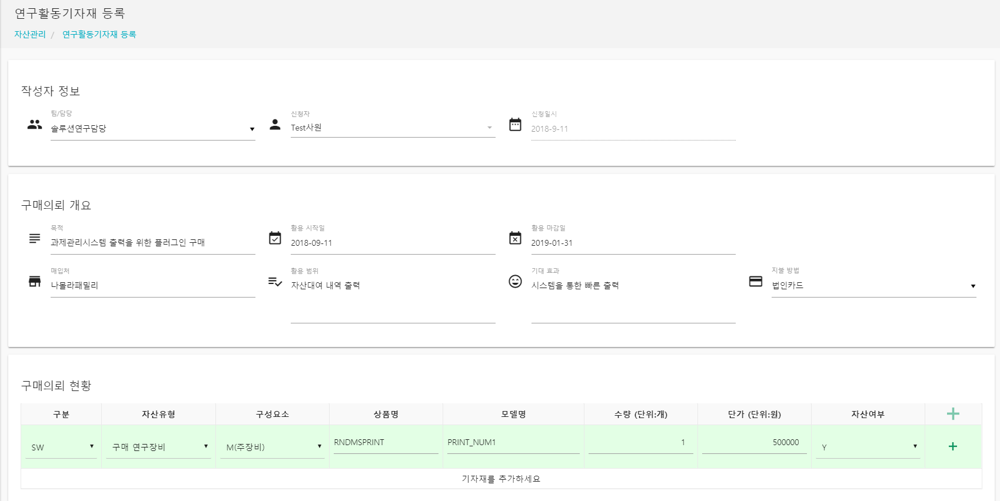 연구활동기자재 등록
자산관리 / 연구활동기자재 등록
작성자 정보
팀/담당 신청자 신청일시
솔루션연구담당 Test사원 2018-9-11
구매의뢰 개요
목적 활용 시작일 활용 마감일
과제관리시스템 출력을 위한 플러그인 구매 2018-09-11 2019-01-31
매입처 활용 범위 기대 효과 지불 방법
나몰라패밀리 자산대여 내역 출력 시스템을 통한 빠른 출력 법인카드
구매의뢰 현황
구분 자산유형 구성요소 상품명 모델명 수량 (단위:개) 단가 (단위:원) 자산여부 +
SW 구매 연구장비 M(주장비) RNDMSPRINT PRINT_NUM1 1 500000 Y +
기자재를 추가하세요